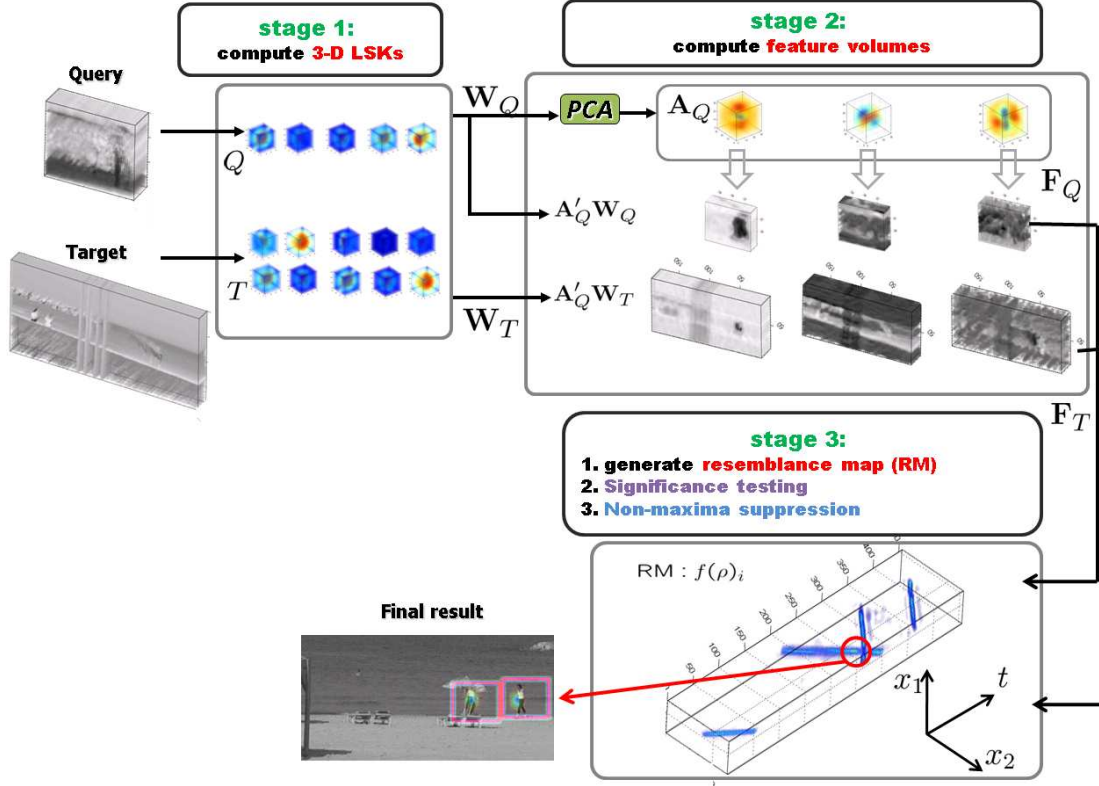 stage 1:
compute 3-D LSKs
stage 2:
compute feature volumes
Query
Q
Target
T
W_Q
W_T
PCA
A_Q
F_Q
A'_Q W_Q
A'_Q W_T
F_T
stage 3:
1. generate resemblance map (RM)
2. Significance testing
3. Non-maxima suppression
RM : f(ρ)_i
50
100
150
200
250
300
350
400
x_1
t
x_2
Final result